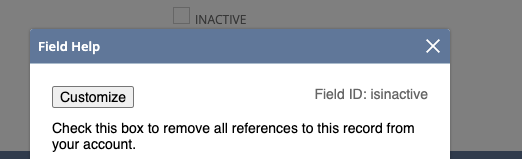 INACTIVE
Field Help
Customize
Field ID: isinactive
Check this box to remove all references to this record from
your account.